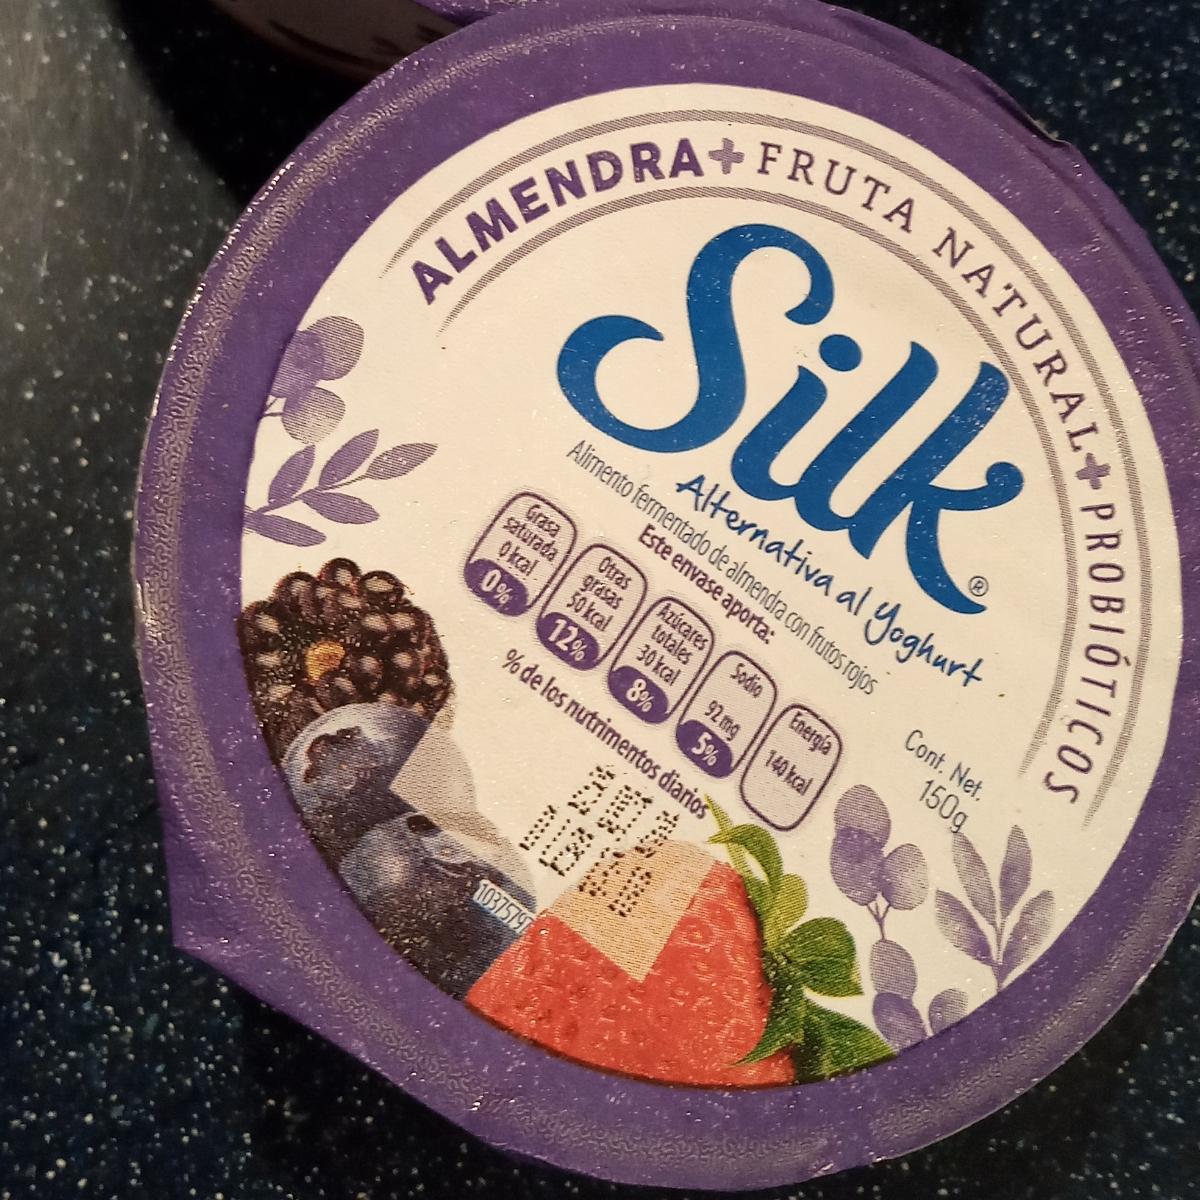 ALMENDRA+FRUTA NATURAL+PROBIÓTICOS
Silk®
Alternativa al Yoghurt
Alimento fermentado de almendra con frutos rojos
Este envase aporta:
Grasa
saturada
0 kcal
0%
Otras
grasas
50 kcal
12%
Azúcares
totales
30 kcal
8%
Sodio
92 mg
5%
Energía
140 kcal
% de los nutrimentos diarios
Cont. Net.
150g